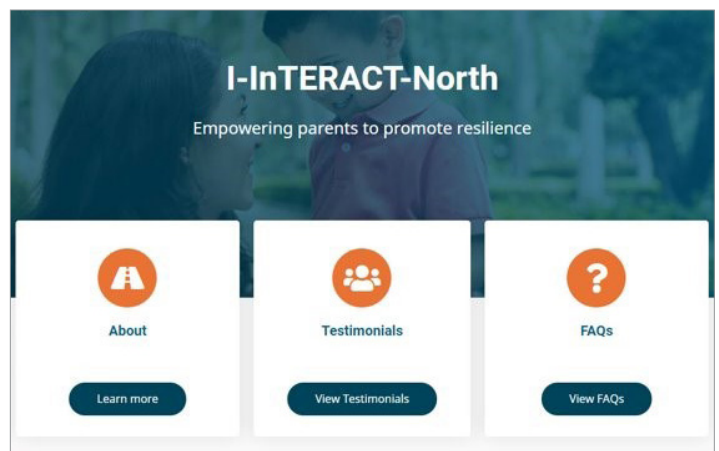 I-InTERACT-North
Empowering parents to promote resilience
About
Testimonials
FAQs
Learn more
View Testimonials
View FAQs